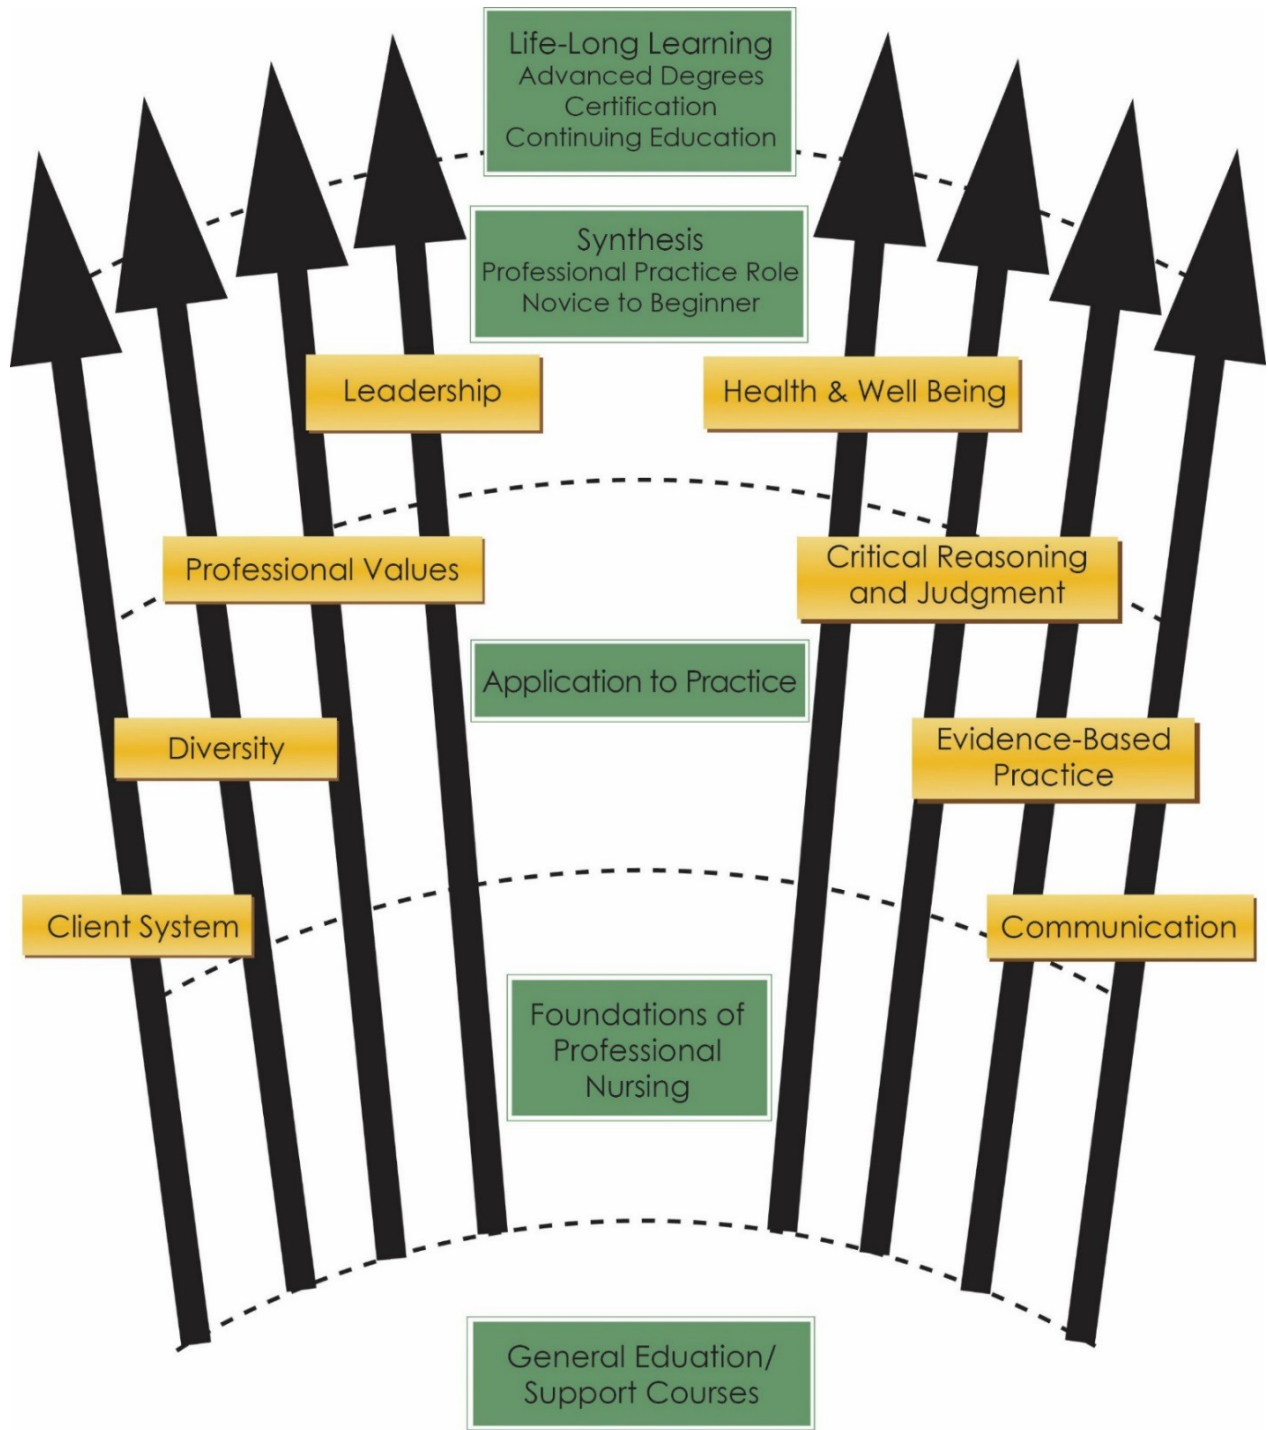 Life-Long Learning
Advanced Degrees
Certification
Continuing Education
Synthesis
Professional Practice Role
Novice to Beginner
Leadership
Health & Well Being
Professional Values
Critical Reasoning
and Judgment
Application to Practice
Diversity
Evidence-Based
Practice
Client System
Communication
Foundations of
Professional
Nursing
General Eduation/
Support Courses